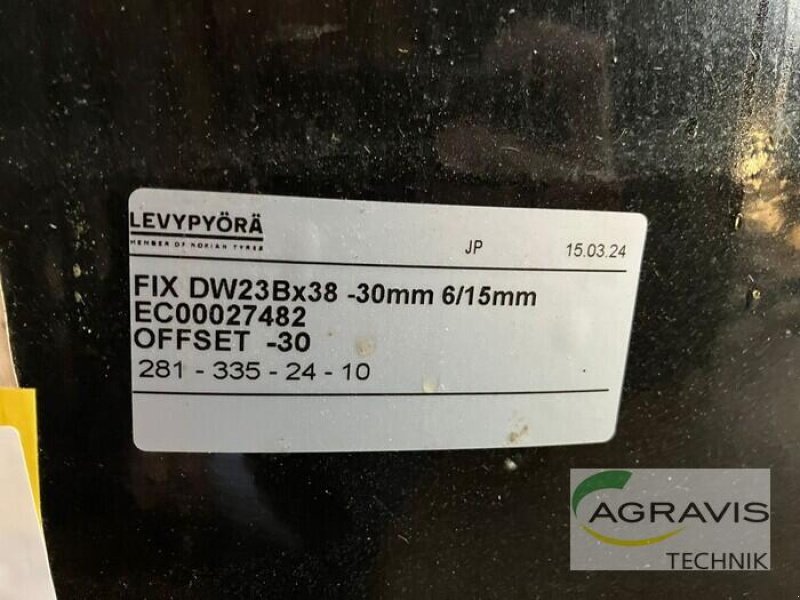 LEVYPYÖRÄ
MEMBER OF NOKIAN TYRES
JP 15.03.24
FIX DW23Bx38 -30mm 6/15mm
EC00027482
OFFSET -30
281 - 335 - 24 - 10
AGRAVIS
TECHNIK